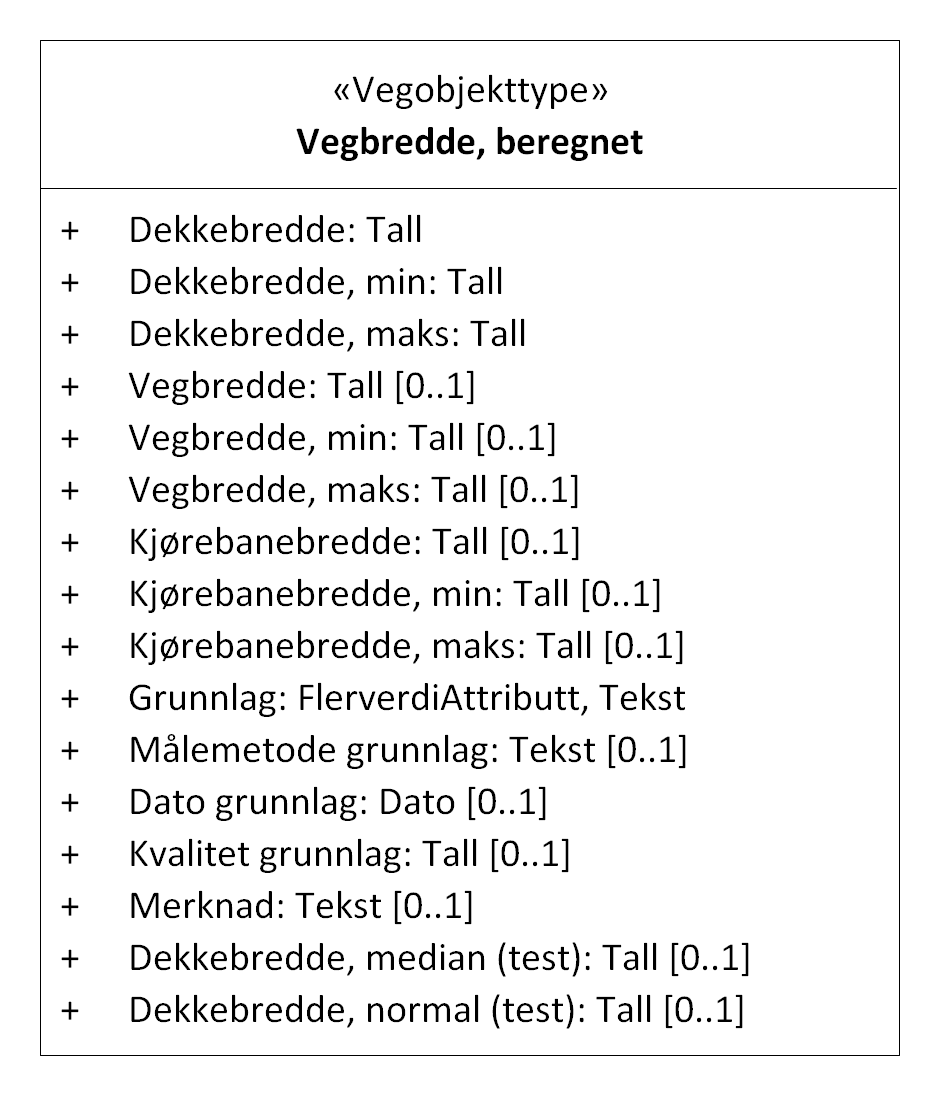 «Vegobjekttype»
Vegbredde, beregnet
+ Dekkebredde: Tall
+ Dekkebredde, min: Tall
+ Dekkebredde, maks: Tall
+ Vegbredde: Tall [0..1]
+ Vegbredde, min: Tall [0..1]
+ Vegbredde, maks: Tall [0..1]
+ Kjørebanebredde: Tall [0..1]
+ Kjørebanebredde, min: Tall [0..1]
+ Kjørebanebredde, maks: Tall [0..1]
+ Grunnlag: FlerverdiAttributt, Tekst
+ Målemetode grunnlag: Tekst [0..1]
+ Dato grunnlag: Dato [0..1]
+ Kvalitet grunnlag: Tall [0..1]
+ Merknad: Tekst [0..1]
+ Dekkebredde, median (test): Tall [0..1]
+ Dekkebredde, normal (test): Tall [0..1]